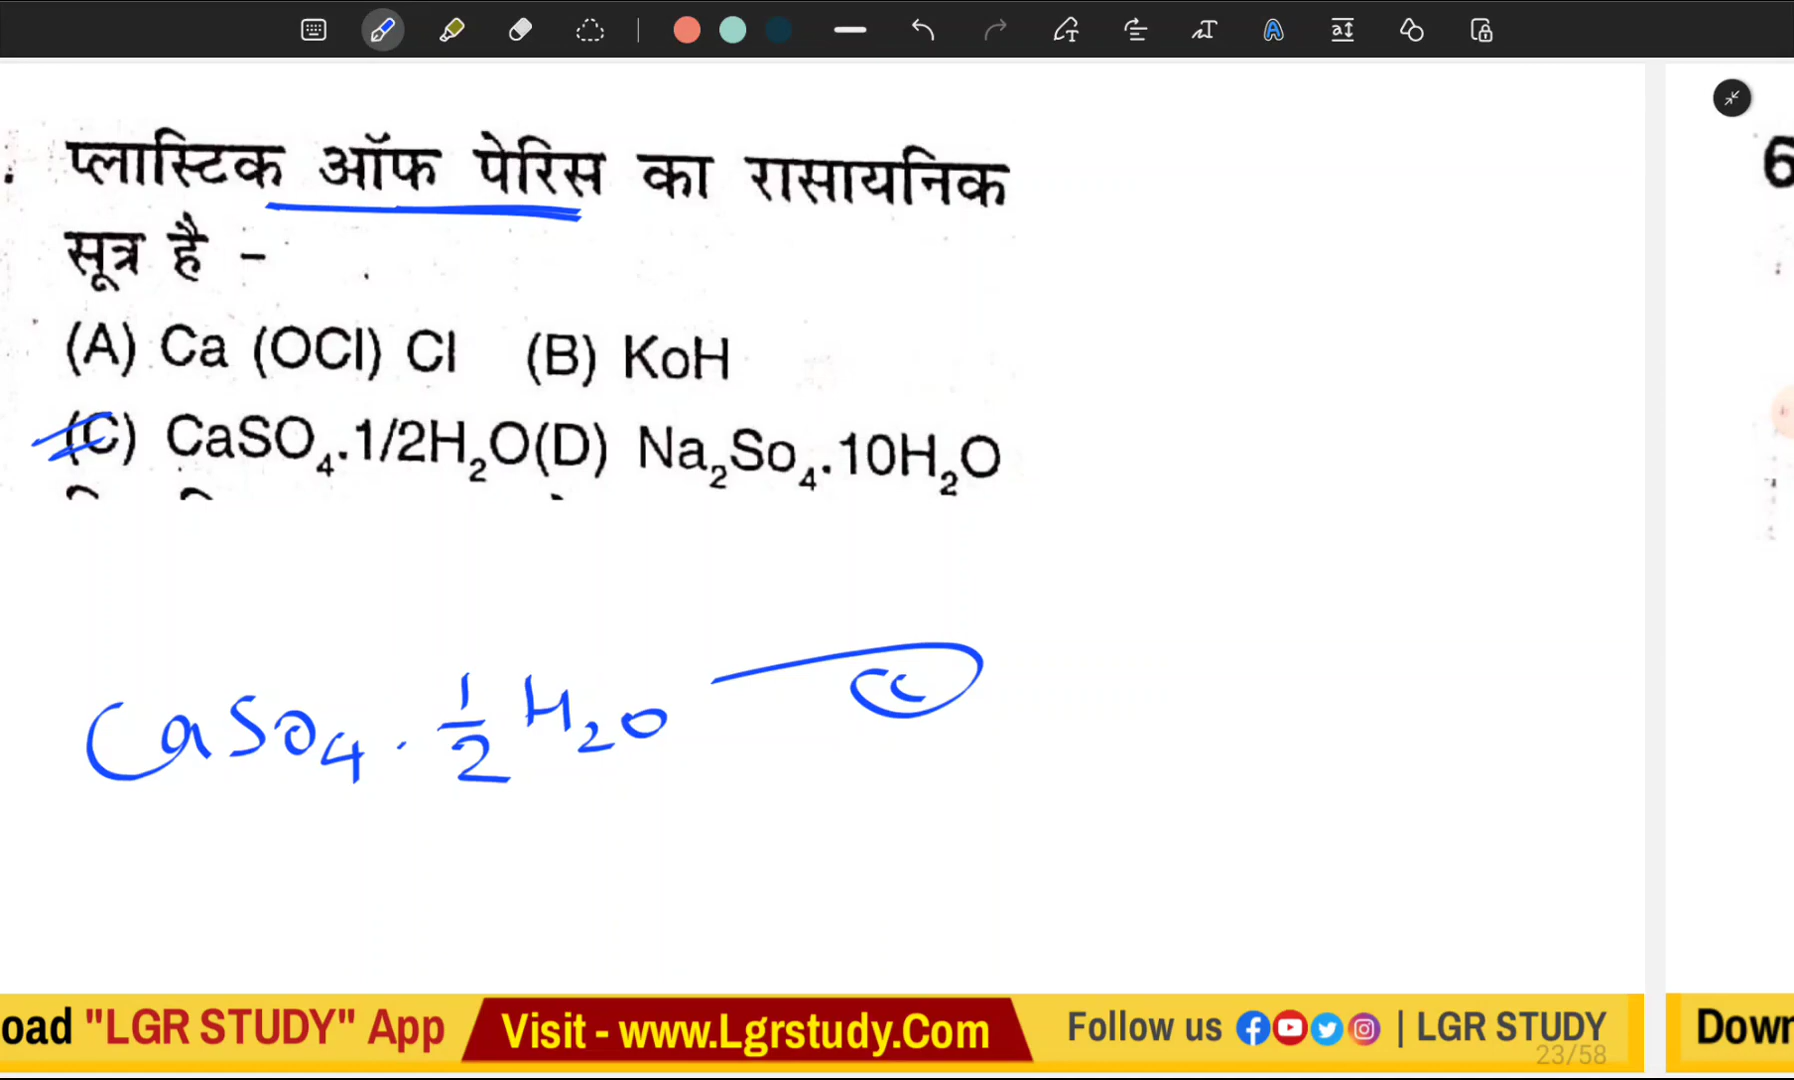 प्लास्टिक ऑफ पेरिस का रासायनिक
सूत्र है -
(A) Ca (OCl) Cl (B) KoH
(C) CaSO₄.1/2H₂O(D) Na₂So₄.10H₂O
CaSO₄ . 1/2 H₂O
6
oad "LGR STUDY" App
Visit - www.Lgrstudy.Com
Follow us | LGR STUDY
23/58
Down